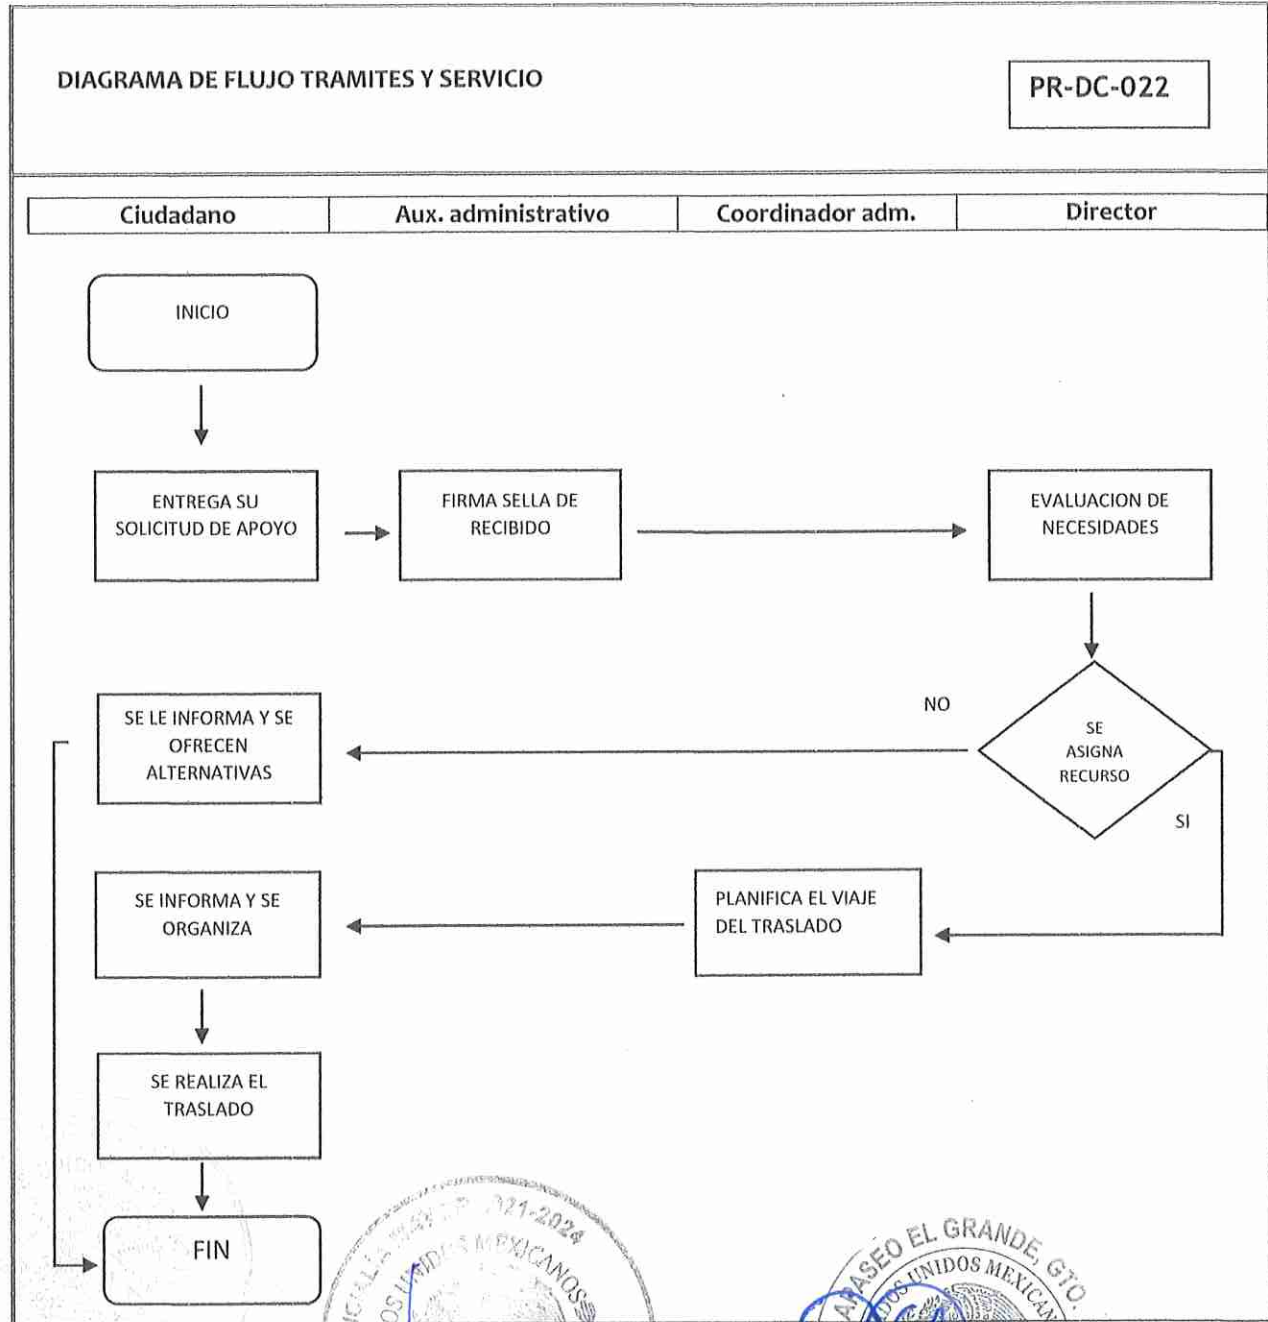 DIAGRAMA DE FLUJO TRAMITES Y SERVICIO
PR-DC-022
Ciudadano
Aux. administrativo
Coordinador adm.
Director
INICIO
ENTREGA SU
SOLICITUD DE APOYO
FIRMA SELLA DE
RECIBIDO
EVALUACION DE
NECESIDADES
SE LE INFORMA Y SE
OFRECEN
ALTERNATIVAS
NO
SE
ASIGNA
RECURSO
SI
SE INFORMA Y SE
ORGANIZA
PLANIFICA EL VIAJE
DEL TRASLADO
SE REALIZA EL
TRASLADO
FIN
2021-2024
UNIDOS MEXICANOS
APASEO EL GRANDE, GTO.
UNIDOS MEXICAN